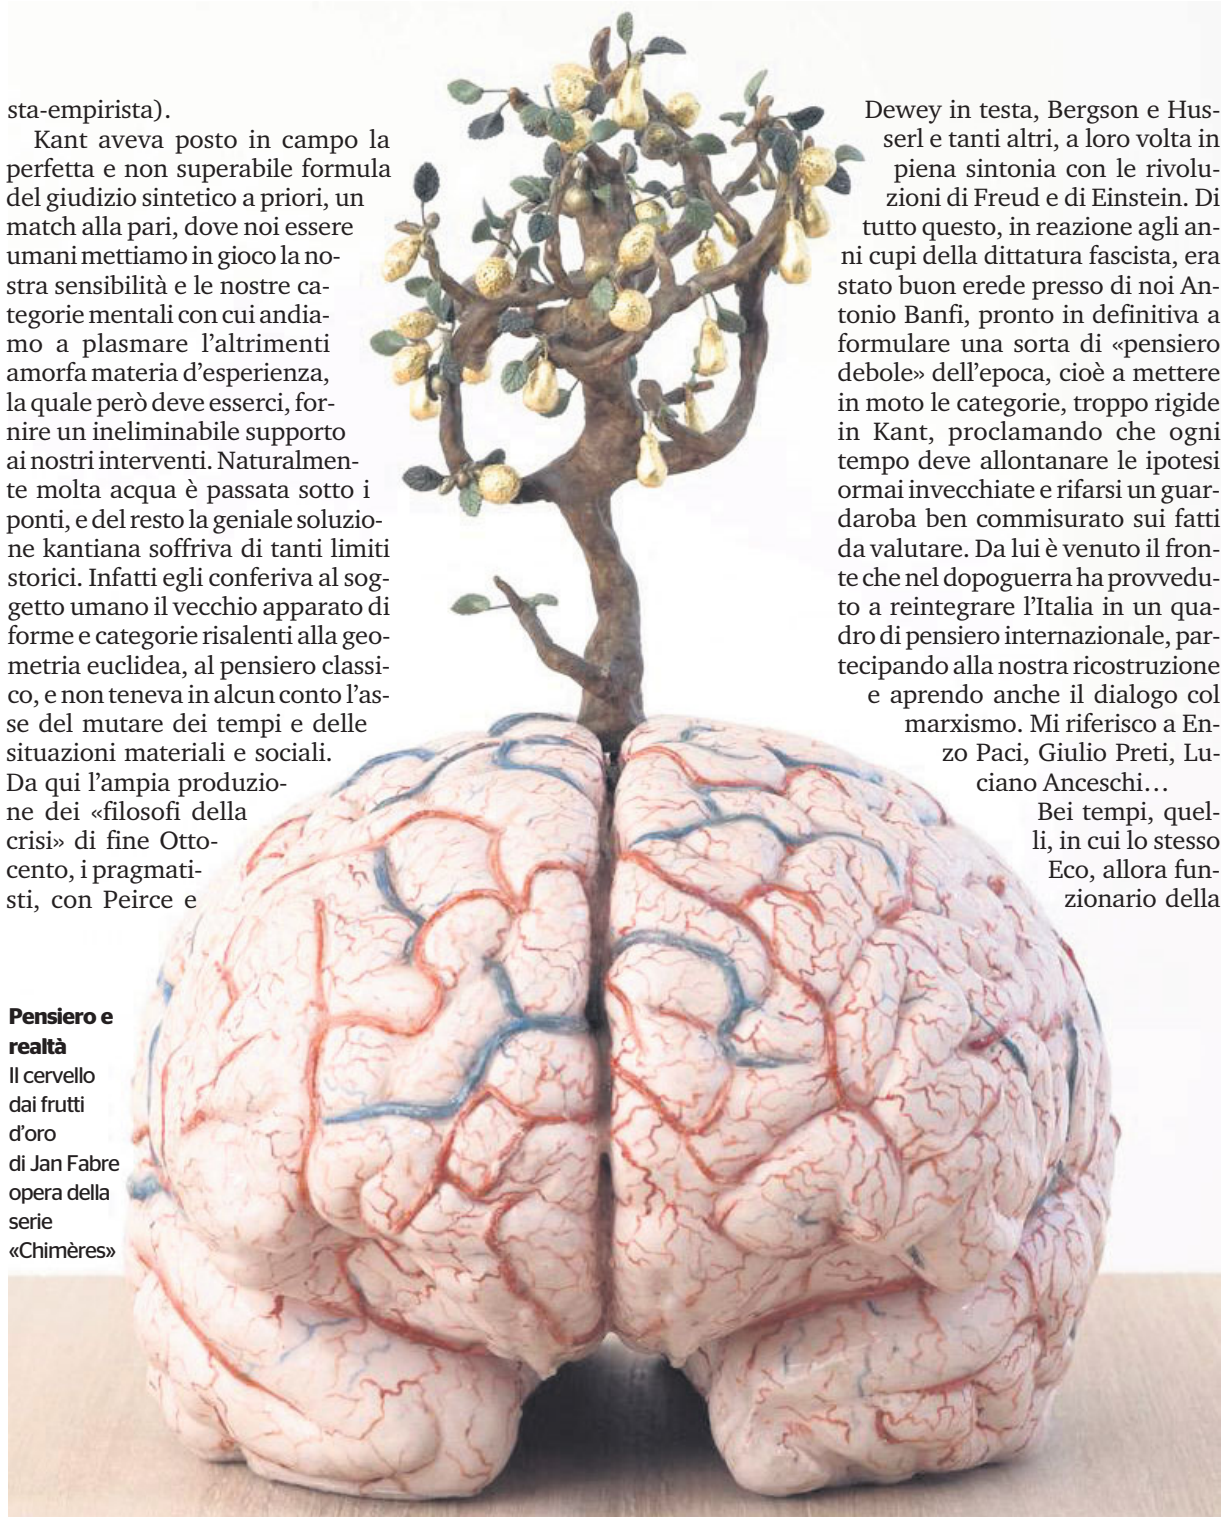 sta-empirista).
Kant aveva posto in campo la
perfetta e non superabile formula
del giudizio sintetico a priori, un
match alla pari, dove noi essere
umani mettiamo in gioco la no-
stra sensibilità e le nostre ca-
tegorie mentali con cui andia-
mo a plasmare l'altrimenti
amorfa materia d'esperienza,
la quale però deve esserci, for-
nire un ineliminabile supporto
ai nostri interventi. Naturalmen-
te molta acqua è passata sotto i
ponti, e del resto la geniale soluzio-
ne kantiana soffriva di tanti limiti
storici. Infatti egli conferiva al sog-
getto umano il vecchio apparato di
forme e categorie risalenti alla geo-
metria euclidea, al pensiero classi-
co, e non teneva in alcun conto l'as-
se del mutare dei tempi e delle
situazioni materiali e sociali.
Da qui l'ampia produzio-
ne dei «filosofi della
crisi» di fine Otto-
cento, i pragmati-
sti, con Peirce e
Dewey in testa, Bergson e Hus-
serl e tanti altri, a loro volta in
piena sintonia con le rivolu-
zioni di Freud e di Einstein. Di
tutto questo, in reazione agli an-
ni cupi della dittatura fascista, era
stato buon erede presso di noi An-
tonio Banfi, pronto in definitiva a
formulare una sorta di «pensiero
debole» dell'epoca, cioè a mettere
in moto le categorie, troppo rigide
in Kant, proclamando che ogni
tempo deve allontanare le ipotesi
ormai invecchiate e rifarsi un guar-
daroba ben commisurato sui fatti
da valutare. Da lui è venuto il fron-
te che nel dopoguerra ha provvedu-
to a reintegrare l'Italia in un qua-
dro di pensiero internazionale, par-
tecipando alla nostra ricostruzione
e aprendo anche il dialogo col
marxismo. Mi riferisco a En-
zo Paci, Giulio Preti, Lu-
ciano Anceschi…
Bei tempi, quel-
li, in cui lo stesso
Eco, allora fun-
zionario della
Pensiero e
realtà
Il cervello
dai frutti
d'oro
di Jan Fabre
opera della
serie
«Chimères»